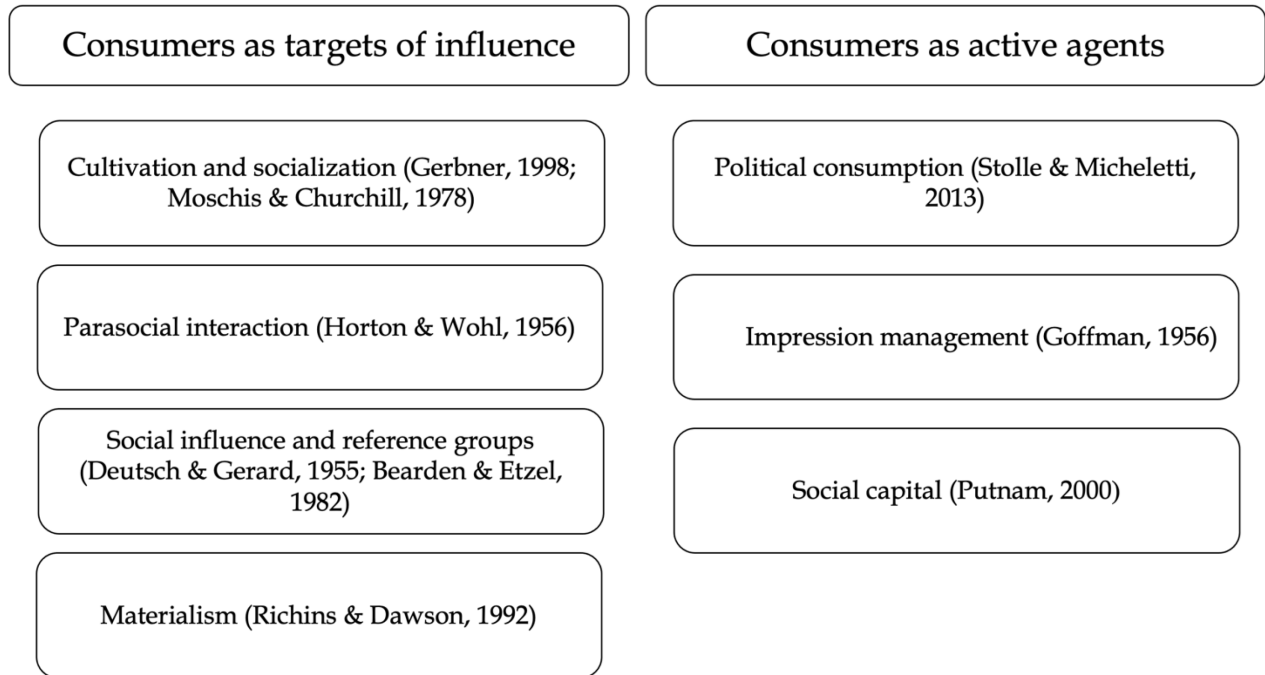 Consumers as targets of influence
Cultivation and socialization (Gerbner, 1998;
Moschis & Churchill, 1978)
Parasocial interaction (Horton & Wohl, 1956)
Social influence and reference groups
(Deutsch & Gerard, 1955; Bearden & Etzel,
1982)
Materialism (Richins & Dawson, 1992)
Consumers as active agents
Political consumption (Stolle & Micheletti,
2013)
Impression management (Goffman, 1956)
Social capital (Putnam, 2000)